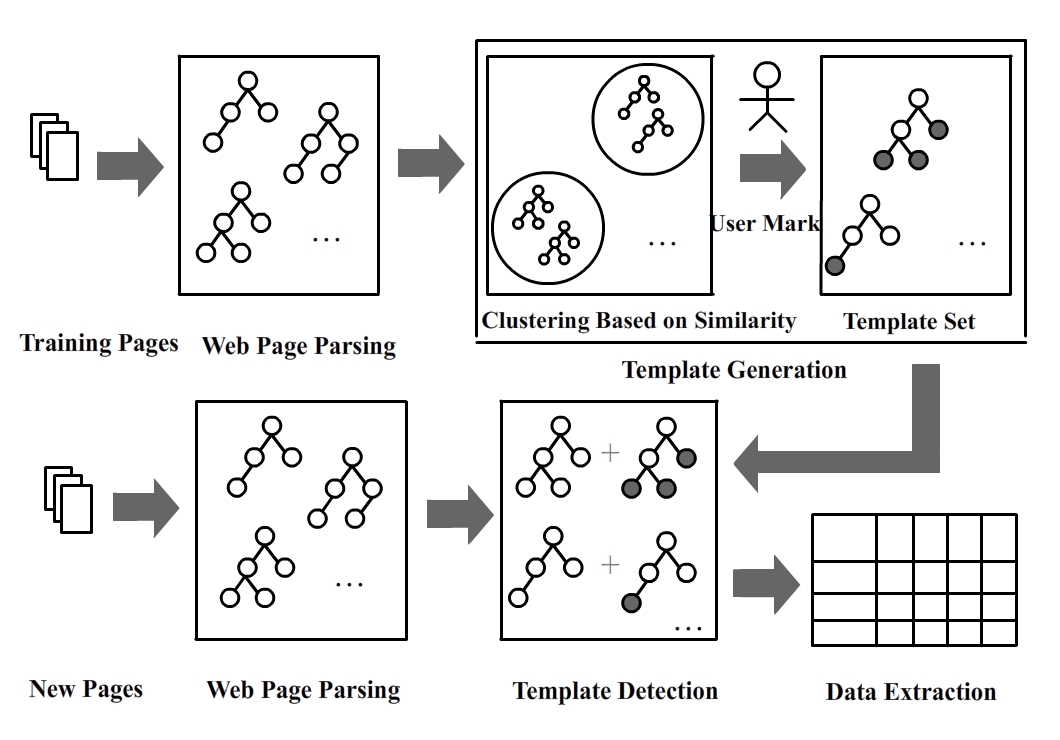 ...
...
User Mark
...
Clustering Based on Similarity
Template Set
Training Pages
Web Page Parsing
Template Generation
+
...
+
...
New Pages
Web Page Parsing
Template Detection
Data Extraction